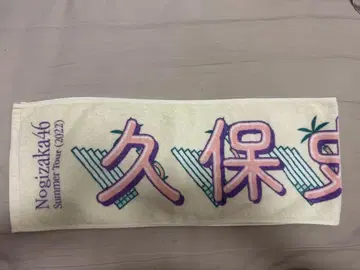 Nogizaka46
Summer Tour (2022)
久保